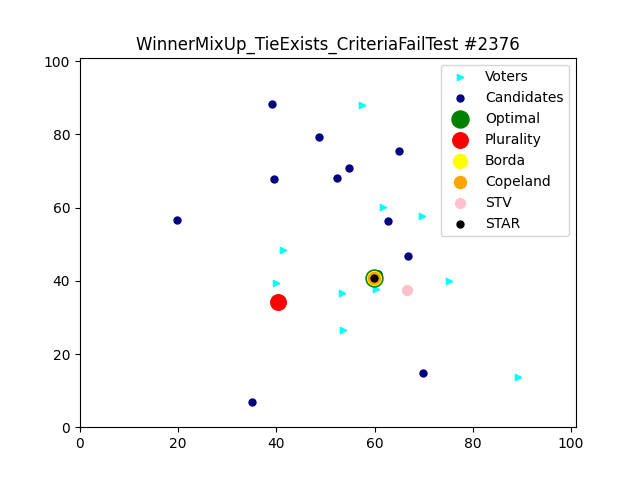 WinnerMixUp_TieExists_CriteriaFailTest #2376
Voters
Candidates
Optimal
Plurality
Borda
Copeland
STV
STAR
100
80
60
40
20
0
0 20 40 60 80 100